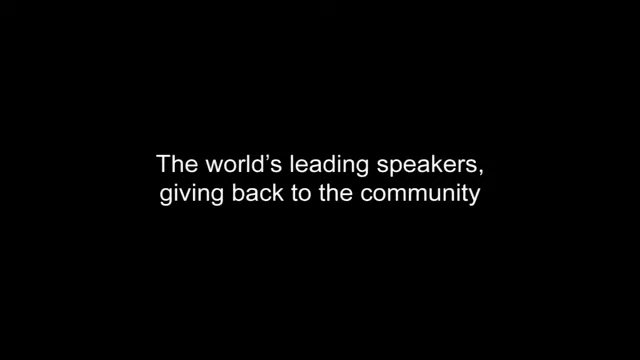 The world’s leading speakers,
giving back to the community